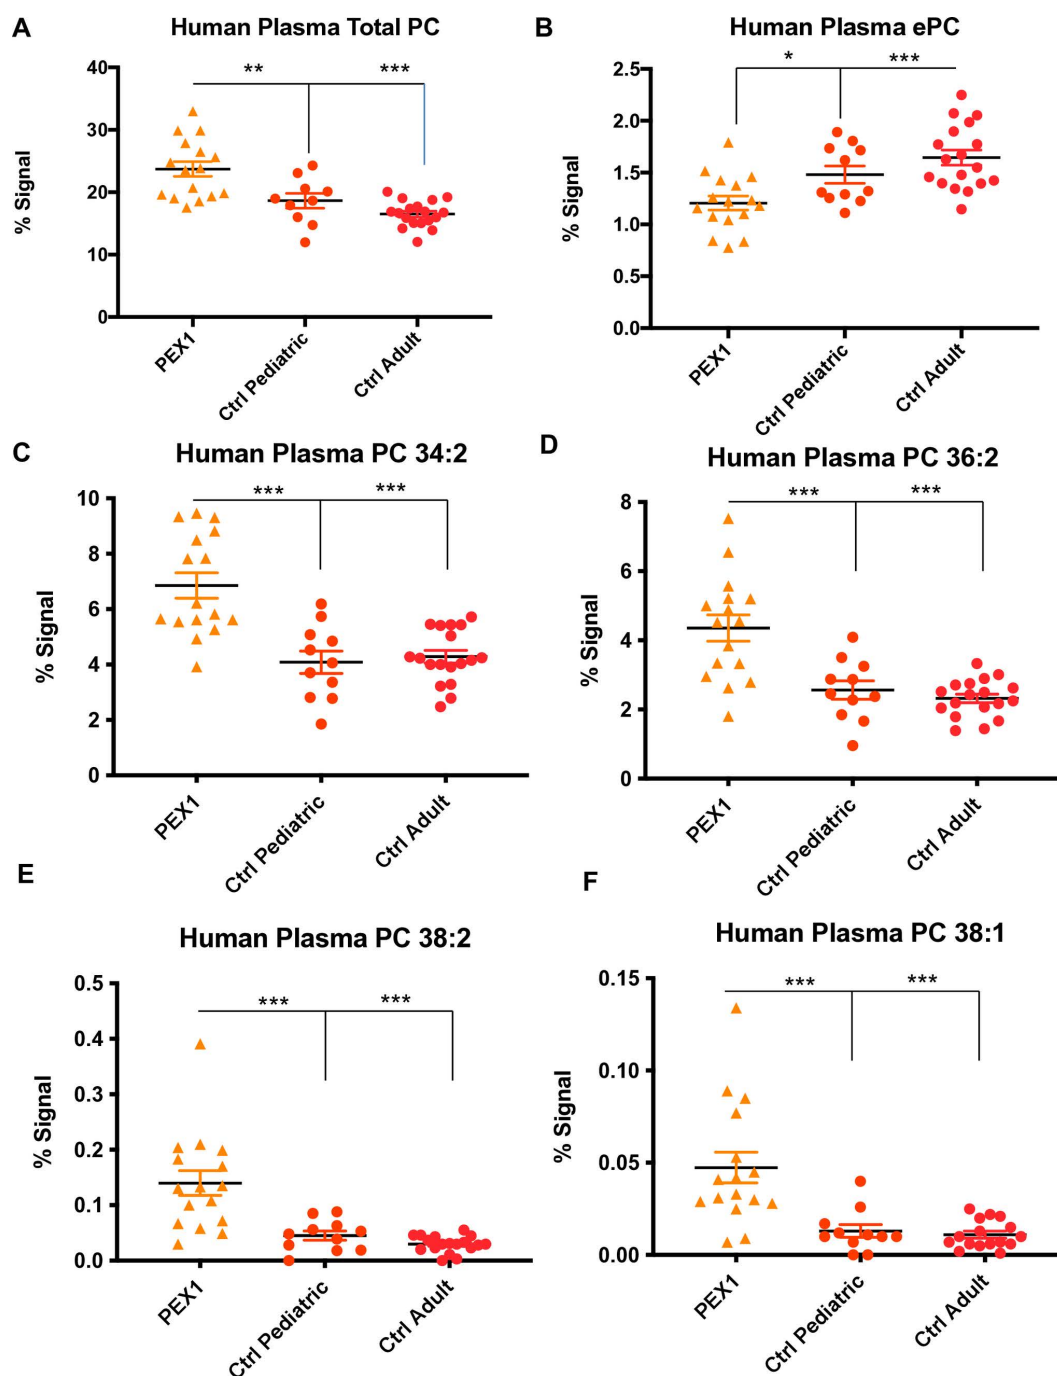 A
Human Plasma Total PC
** ***
% Signal
40
30
20
10
0
PEX1
Ctrl Pediatric
Ctrl Adult
B
Human Plasma ePC
* ***
% Signal
2.5
2.0
1.5
1.0
0.5
0.0
PEX1
Ctrl Pediatric
Ctrl Adult
C
Human Plasma PC 34:2
*** ***
% Signal
10
8
6
4
2
0
PEX1
Ctrl Pediatric
Ctrl Adult
D
Human Plasma PC 36:2
*** ***
% Signal
8
6
4
2
0
PEX1
Ctrl Pediatric
Ctrl Adult
E
Human Plasma PC 38:2
*** ***
% Signal
0.5
0.4
0.3
0.2
0.1
0.0
PEX1
Ctrl Pediatric
Ctrl Adult
F
Human Plasma PC 38:1
*** ***
% Signal
0.15
0.10
0.05
0.00
PEX1
Ctrl Pediatric
Ctrl Adult